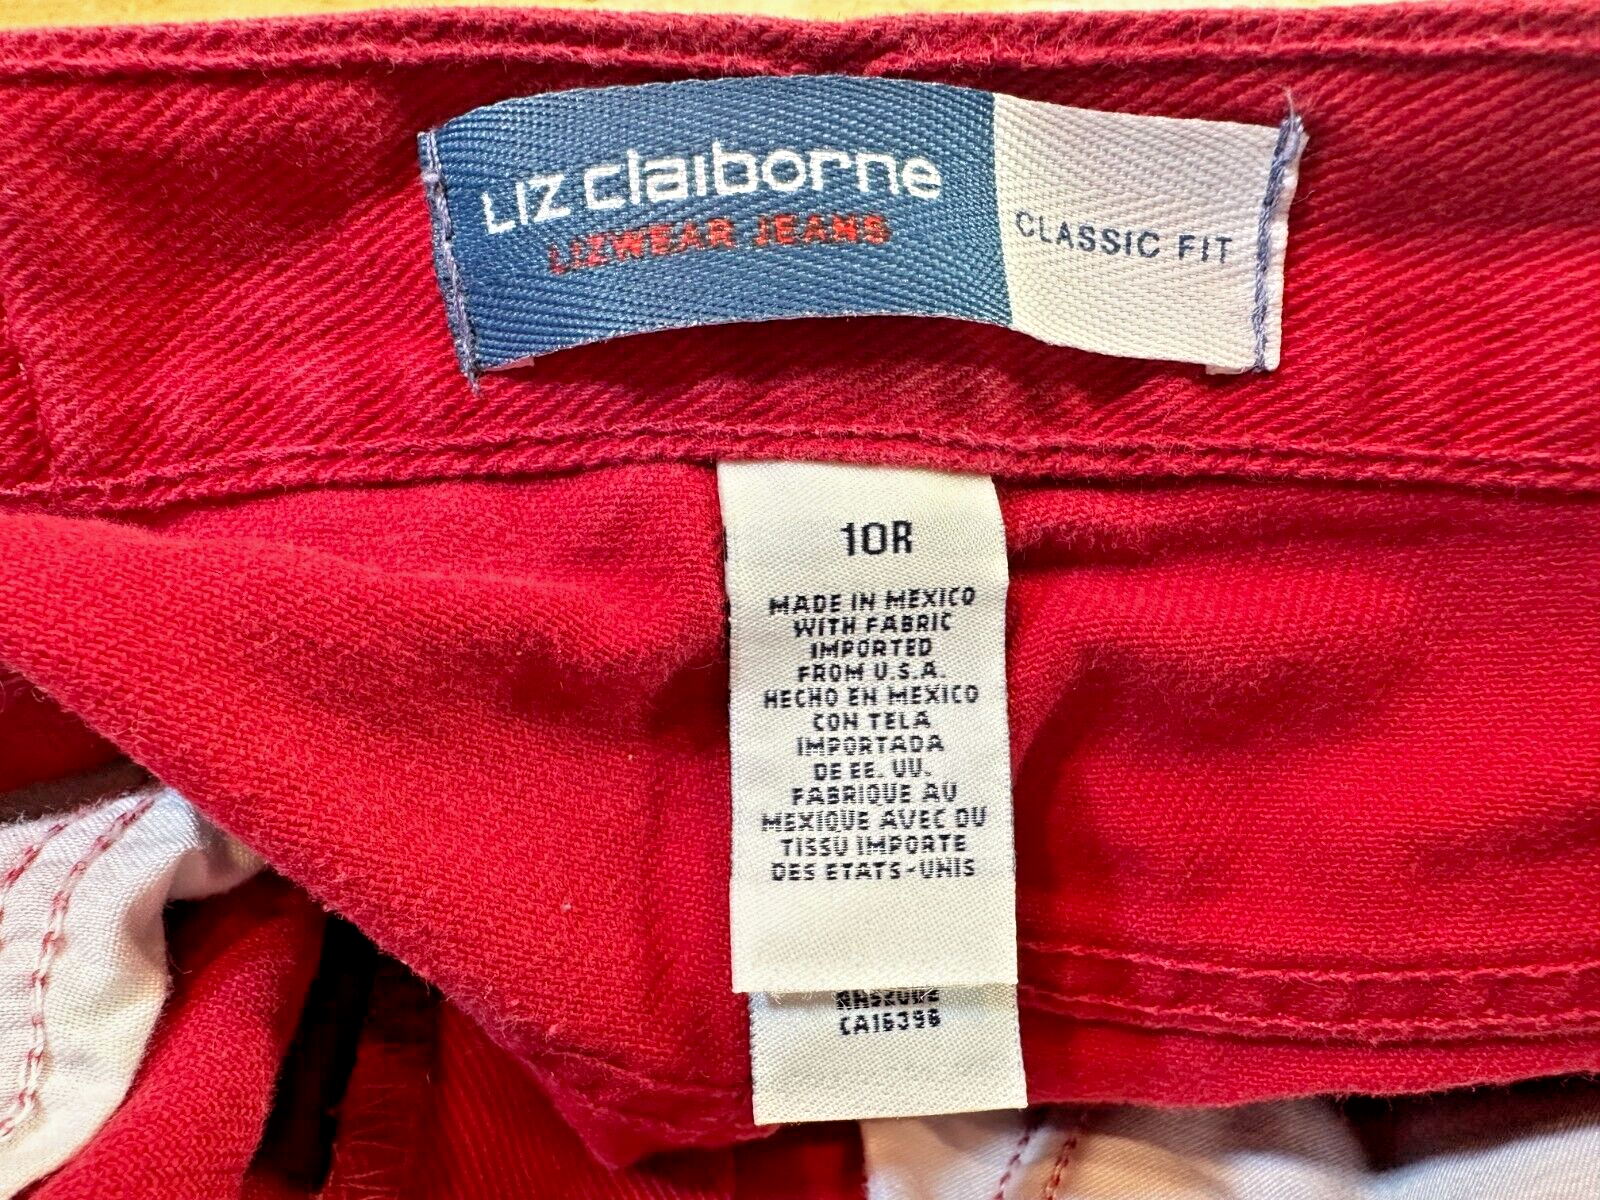 LIZ claiborne
LIZWEAR JEANS
CLASSIC FIT
10R
MADE IN MEXICO
WITH FABRIC
IMPORTED
FROM U.S.A.
HECHO EN MEXICO
CON TELA
IMPORTADA
DE EE. UU.
FABRIQUE AU
MEXIQUE AVEC DU
TISSU IMPORTE
DES ETATS-UNIS
CA16396